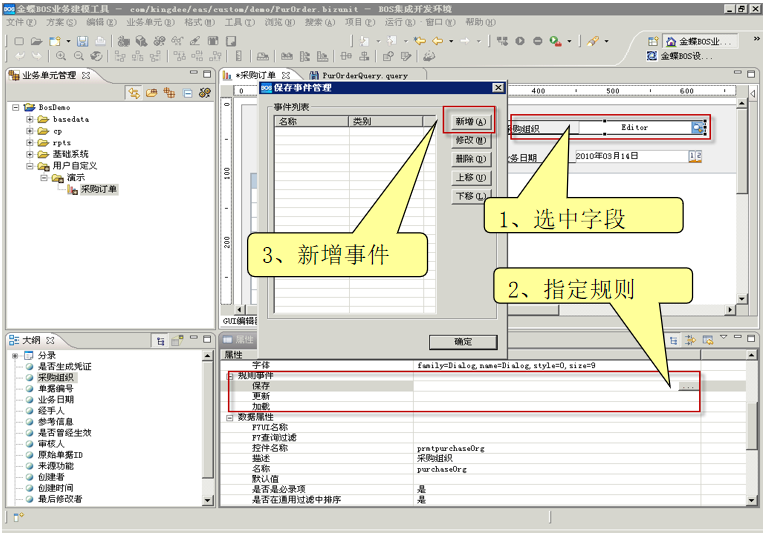 金蝶BOS业务建模工具 - com/kingdee/eas/custom/demo/PurOrder.bizunit - BOS集成开发环境
文件(F) 方案(S) 编辑(E) 业务单元(B) 格式(M) 工具(T) 浏览(N) 搜索(A) 项目(P) 运行(R) 窗口(W) 帮助(H)
金蝶BOS业...
金蝶BOS设...
业务单元管理
BosDemo
basedata
cp
rptx
基础系统
用户自定义
演示
采购订单
*采购订单
PurOrderQuery.query
0
400
500
600
0
100
200
采购组织
Editor
业务日期
2010年03月14日
GUI编辑器
保存事件管理
事件列表
名称
类别
新增(A)
修改(M)
删除(D)
上移(U)
下移(L)
确定
1、选中字段
2、指定规则
3、新增事件
大纲
分录
是否生成凭证
采购组织
单据编号
业务日期
经手人
参考信息
是否曾经生效
审核人
原始单据ID
来源功能
创建者
创建时间
最后修改者
属性
属性
字体
family=Dialog,name=Dialog,style=0,size=9
规则事件
保存
...
更新
加载
数据属性
F7UI名称
F7查询过滤
控件名称
prmtpurchaseOrg
描述
采购组织
名称
purchaseOrg
默认值
是否是必录项
是
是否在通用过滤中排序
是